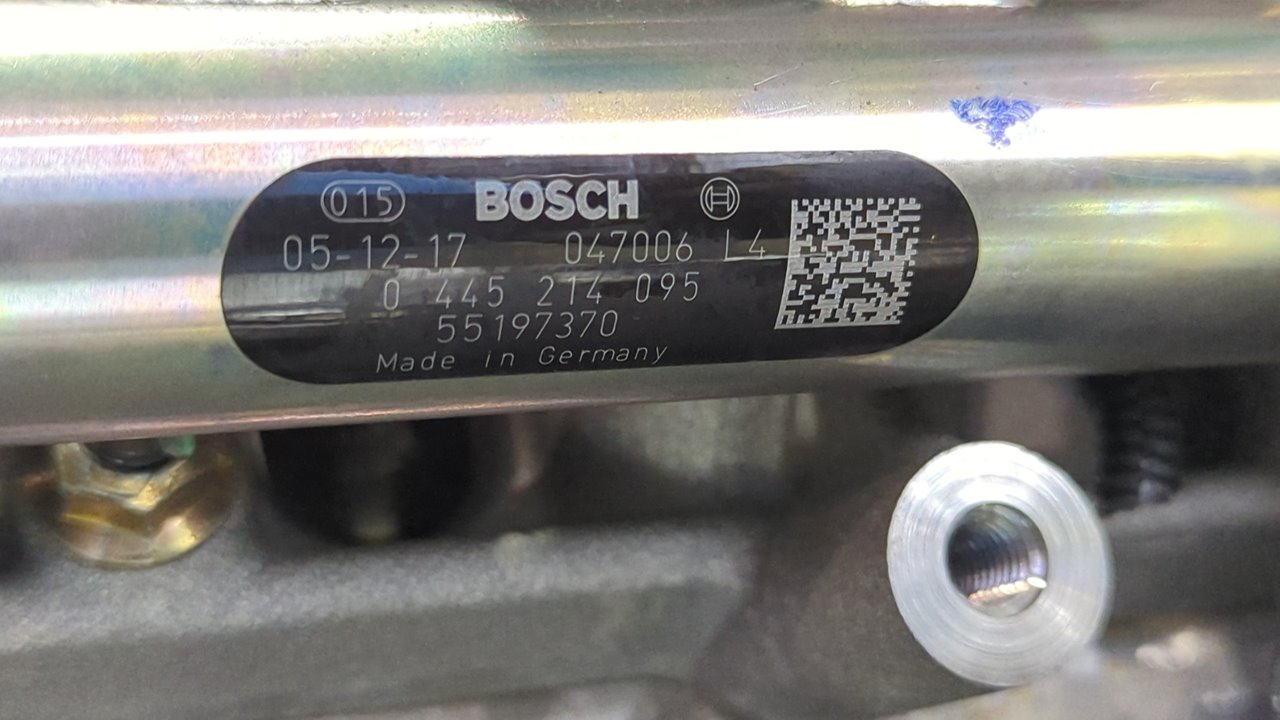 015 BOSCH
05-12-17 047006 L4
0 445 214 095
55197370
Made in Germany